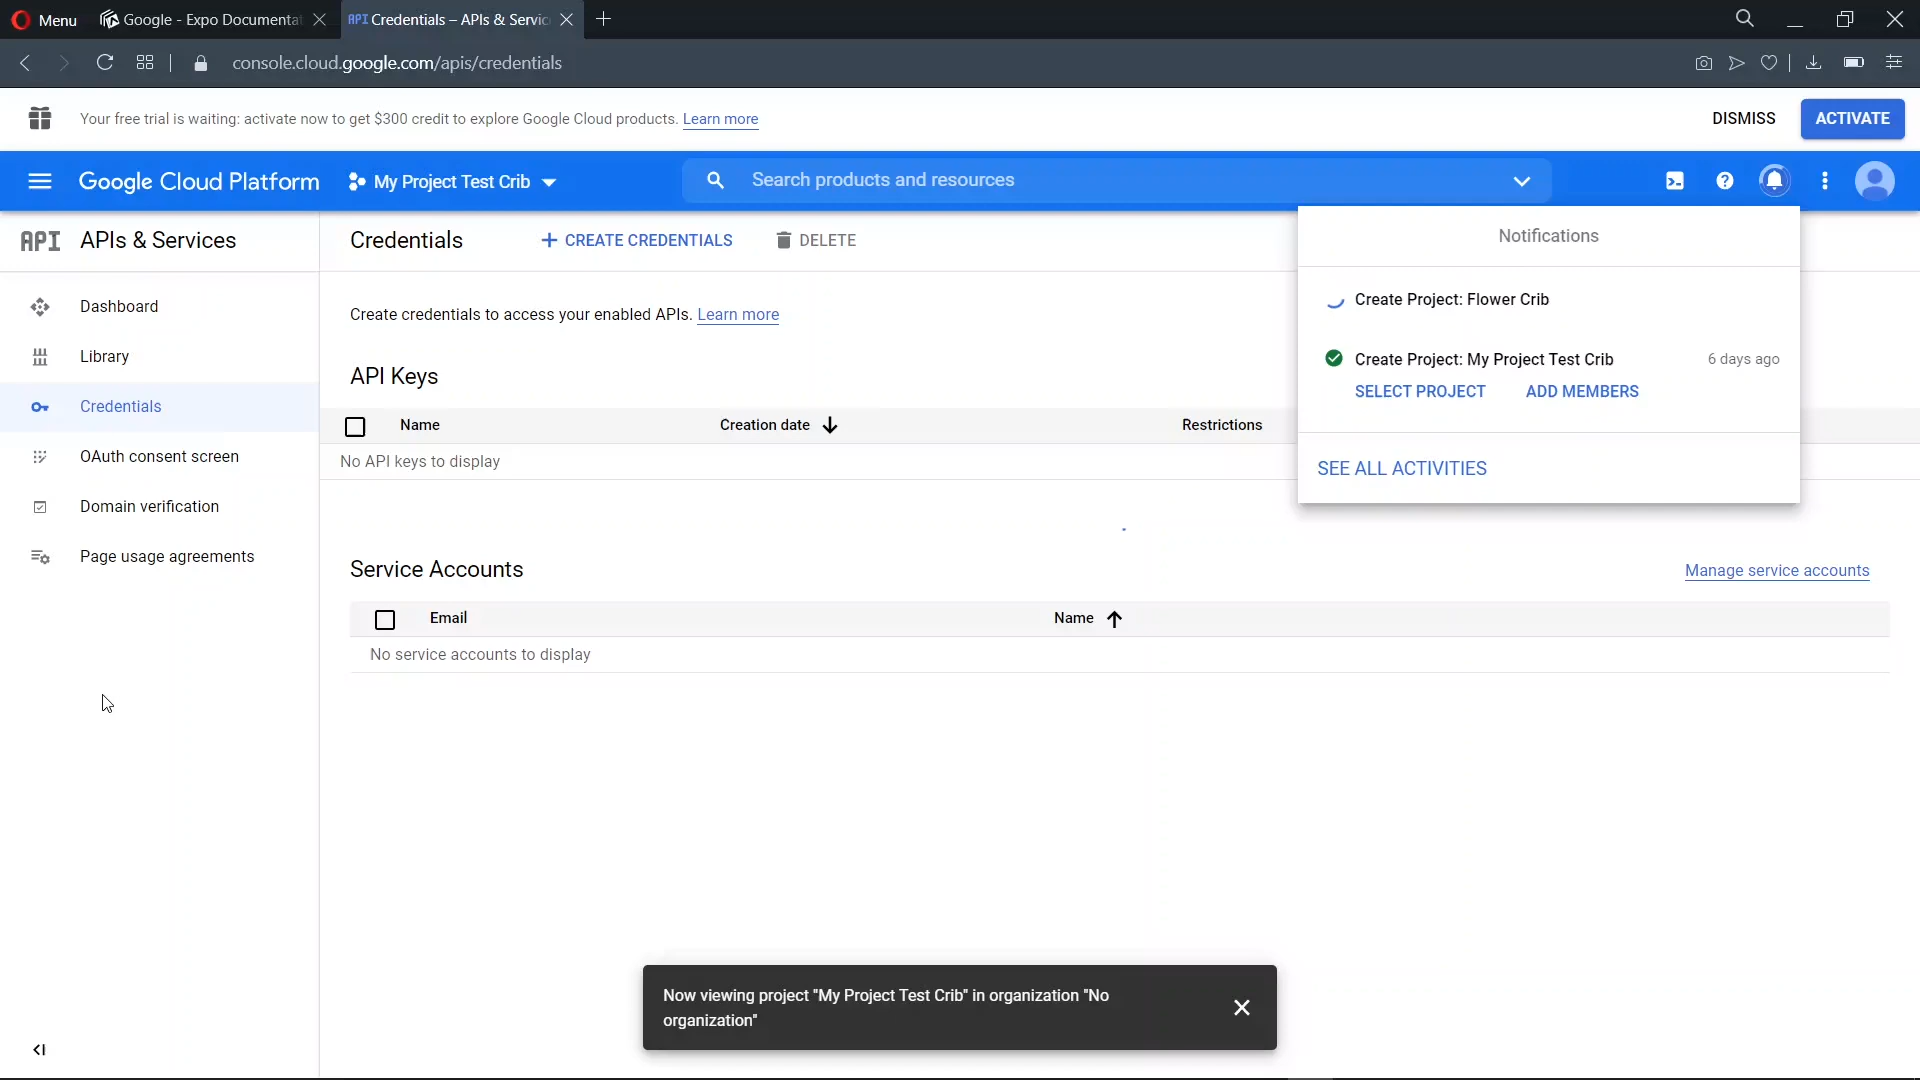 Menu
Google - Expo Documentat
API Credentials – APIs & Servic
console.cloud.google.com/apis/credentials
Your free trial is waiting: activate now to get $300 credit to explore Google Cloud products. Learn more
DISMISS
ACTIVATE
Google Cloud Platform
My Project Test Crib
Search products and resources
API APIs & Services
Credentials
CREATE CREDENTIALS
DELETE
Notifications
Dashboard
Library
Credentials
OAuth consent screen
Domain verification
Page usage agreements
Create credentials to access your enabled APIs. Learn more
API Keys
Name
Creation date
Restrictions
No API keys to display
Create Project: Flower Crib
Create Project: My Project Test Crib
6 days ago
SELECT PROJECT
ADD MEMBERS
SEE ALL ACTIVITIES
Service Accounts
Manage service accounts
Email
Name
No service accounts to display
Now viewing project "My Project Test Crib" in organization "No
organization"